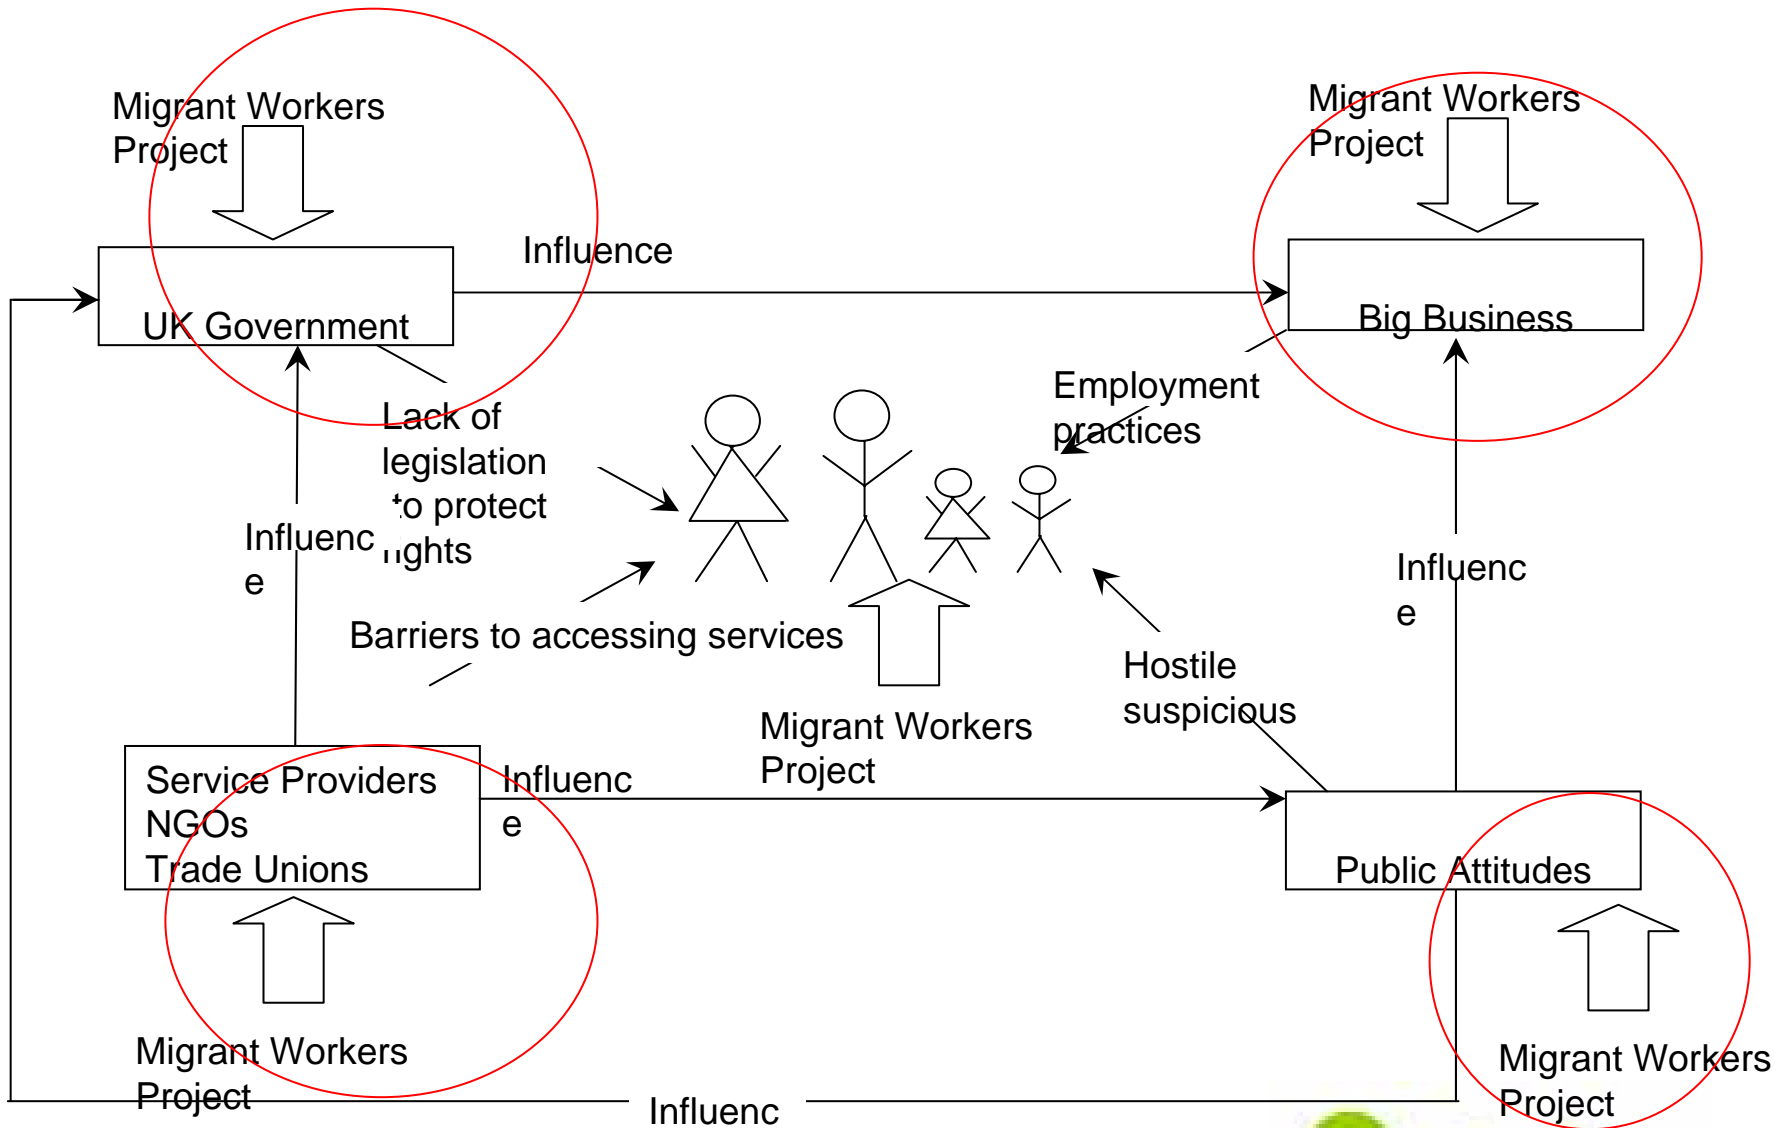 Migrant Workers
Project
Migrant Workers
Project
Influence
UK Government
Big Business
Lack of
legislation
to protect
rights
Employment
practices
Influenc
e
Influenc
e
Barriers to accessing services
Hostile
suspicious
Migrant Workers
Project
Service Providers
NGOs
Trade Unions
Influenc
e
Public Attitudes
Migrant Workers
Project
Migrant Workers
Project
Influenc